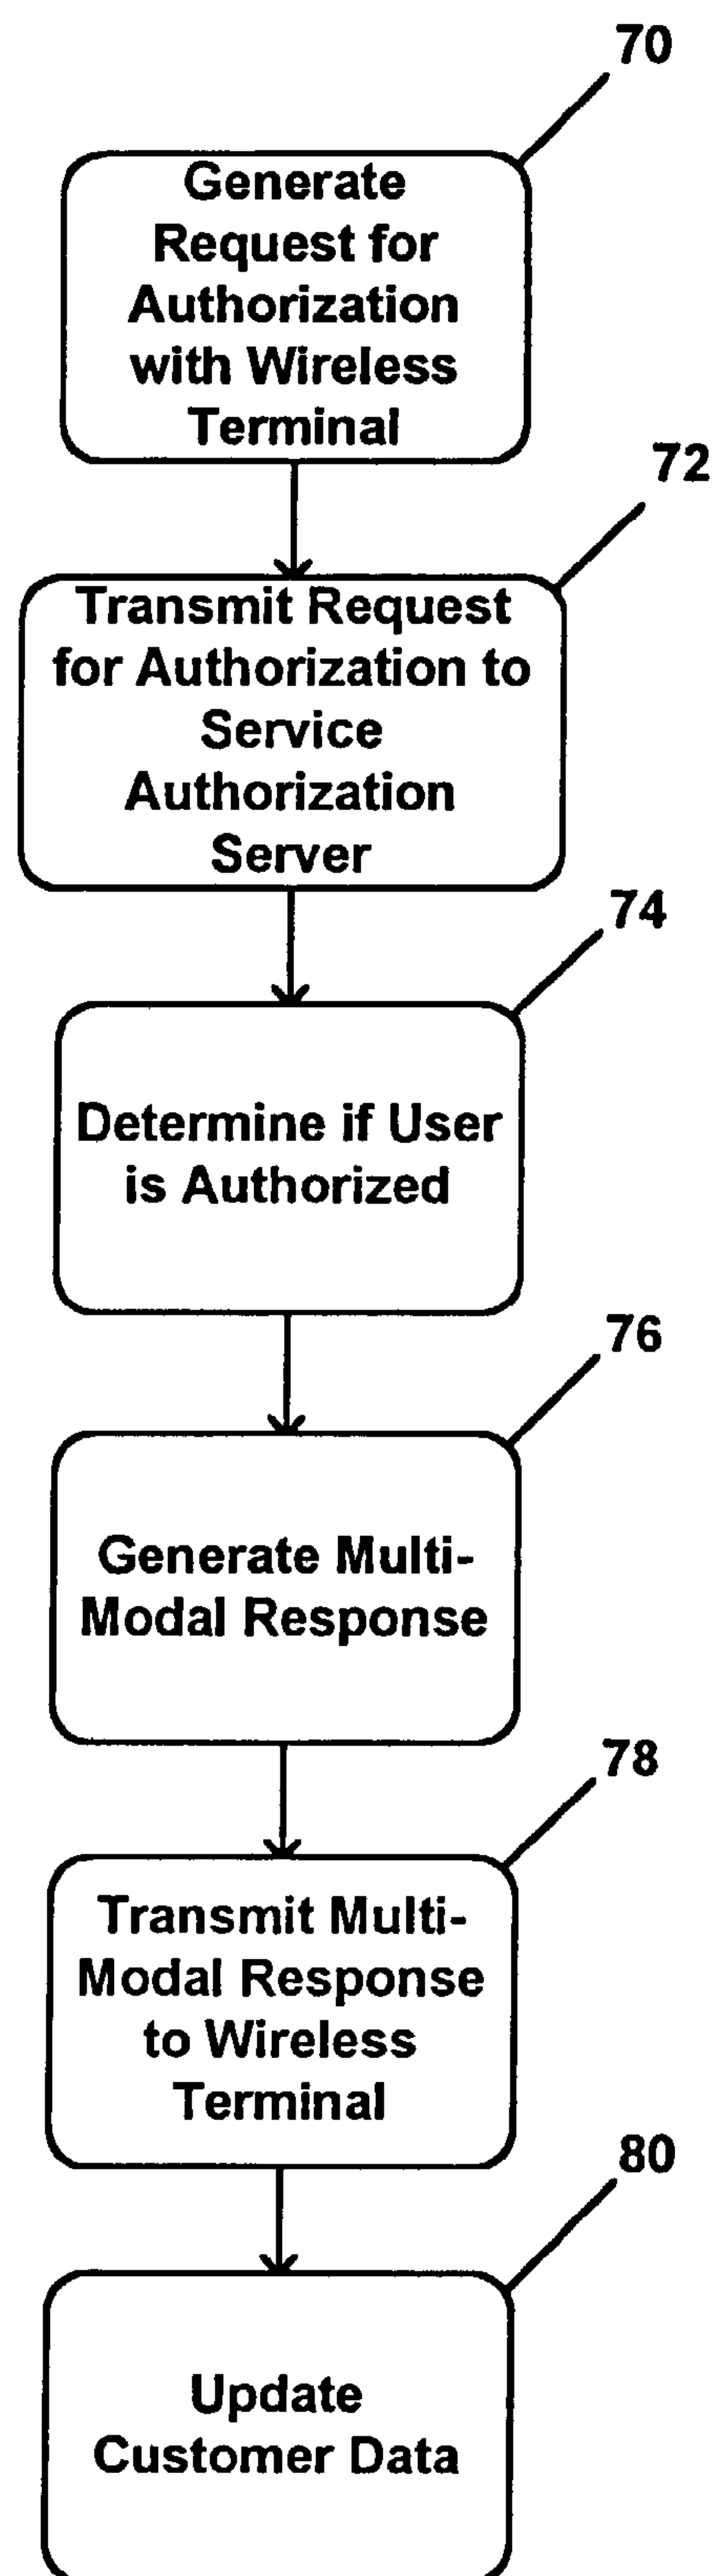 70
Generate
Request for
Authorization
with Wireless
Terminal
72
Transmit Request
for Authorization to
Service
Authorization
Server
74
Determine if User
is Authorized
76
Generate Multi-
Modal Response
78
Transmit Multi-
Modal Response
to Wireless
Terminal
80
Update
Customer Data